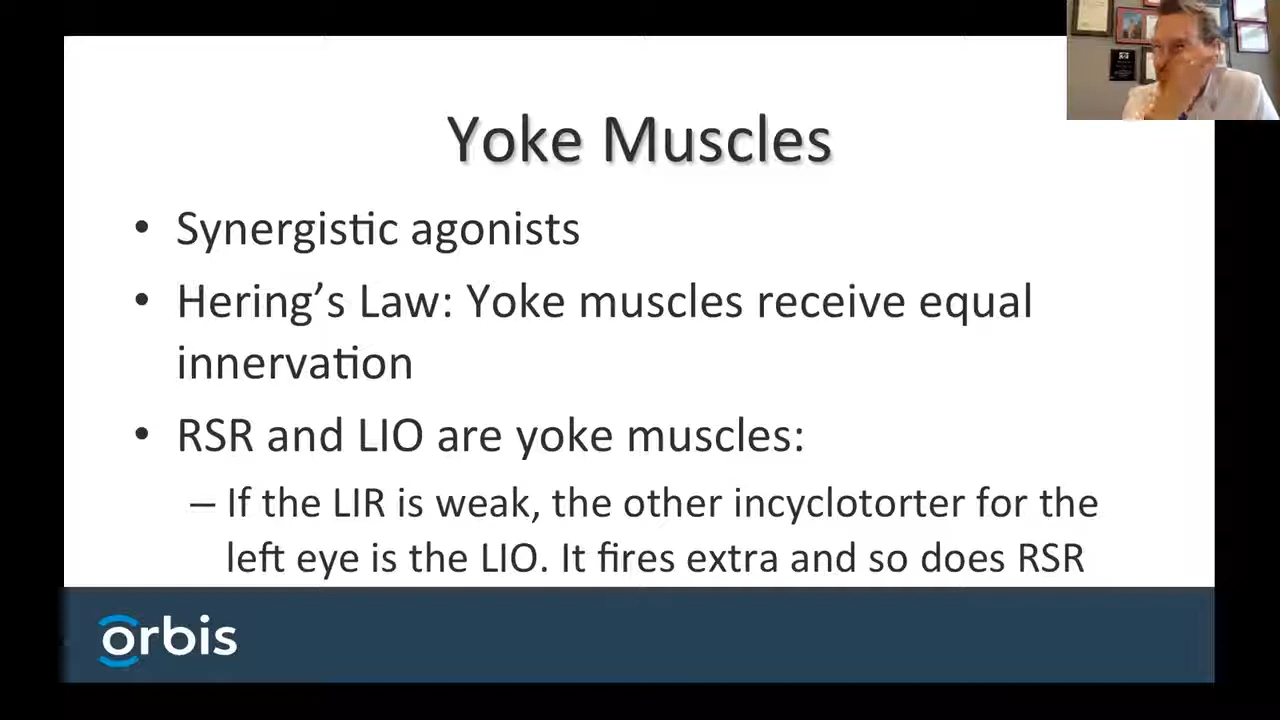 Yoke Muscles
• Synergistic agonists
• Hering's Law: Yoke muscles receive equal
innervation
• RSR and LIO are yoke muscles:
– If the LIR is weak, the other incyclotorter for the
left eye is the LIO. It fires extra and so does RSR
orbis